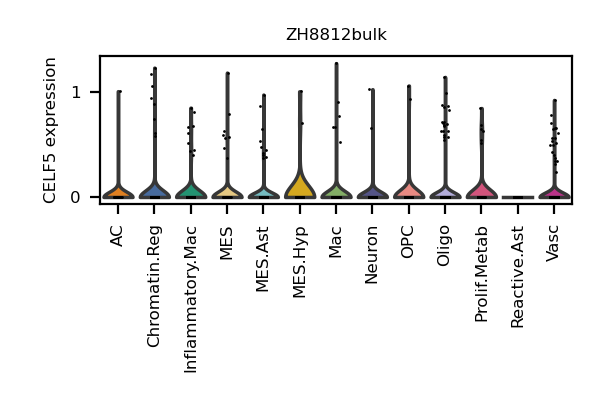 ZH8812bulk
CELF5 expression
1
0
AC
Chromatin.Reg
Inflammatory.Mac
MES
MES.Ast
MES.Hyp
Mac
Neuron
OPC
Oligo
Prolif.Metab
Reactive.Ast
Vasc